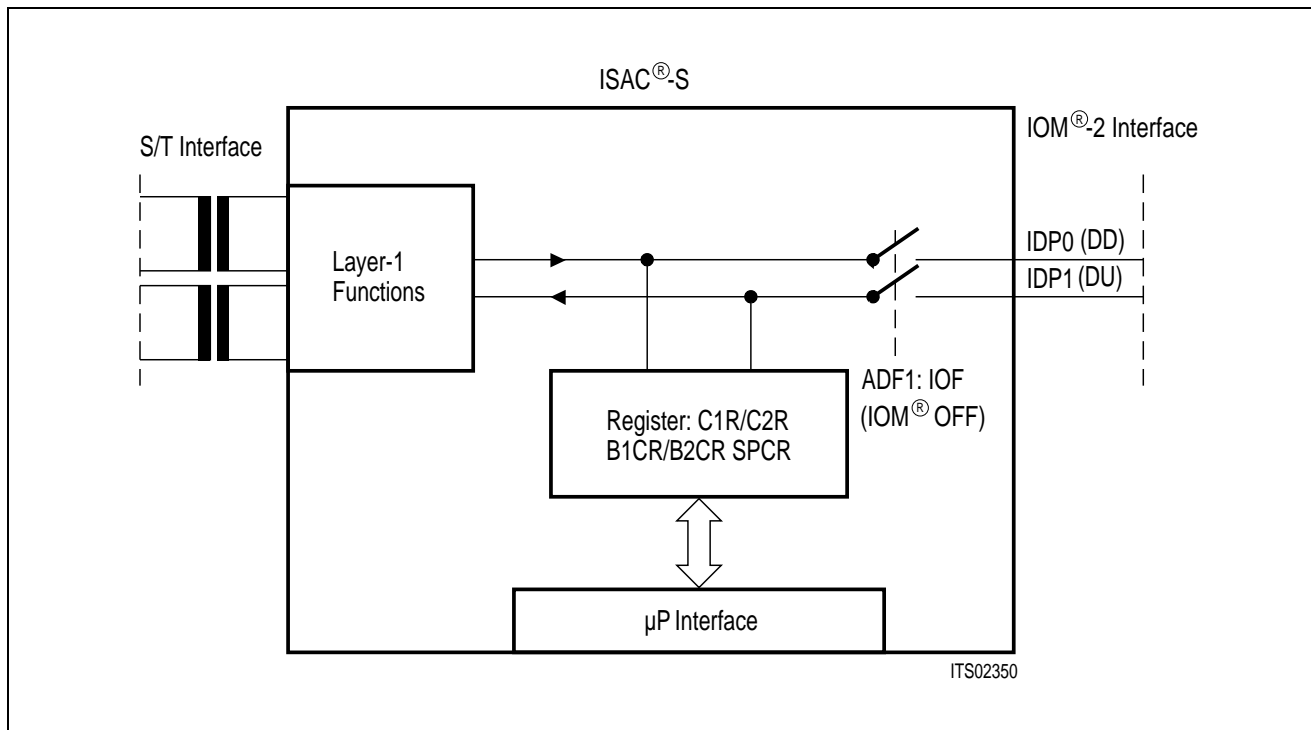 ISAC®-S
IOM®-2 Interface
S/T Interface
Layer-1
Functions
IDP0 (DD)
IDP1 (DU)
ADF1: IOF
(IOM® OFF)
Register: C1R/C2R
B1CR/B2CR SPCR
µP Interface
ITS02350